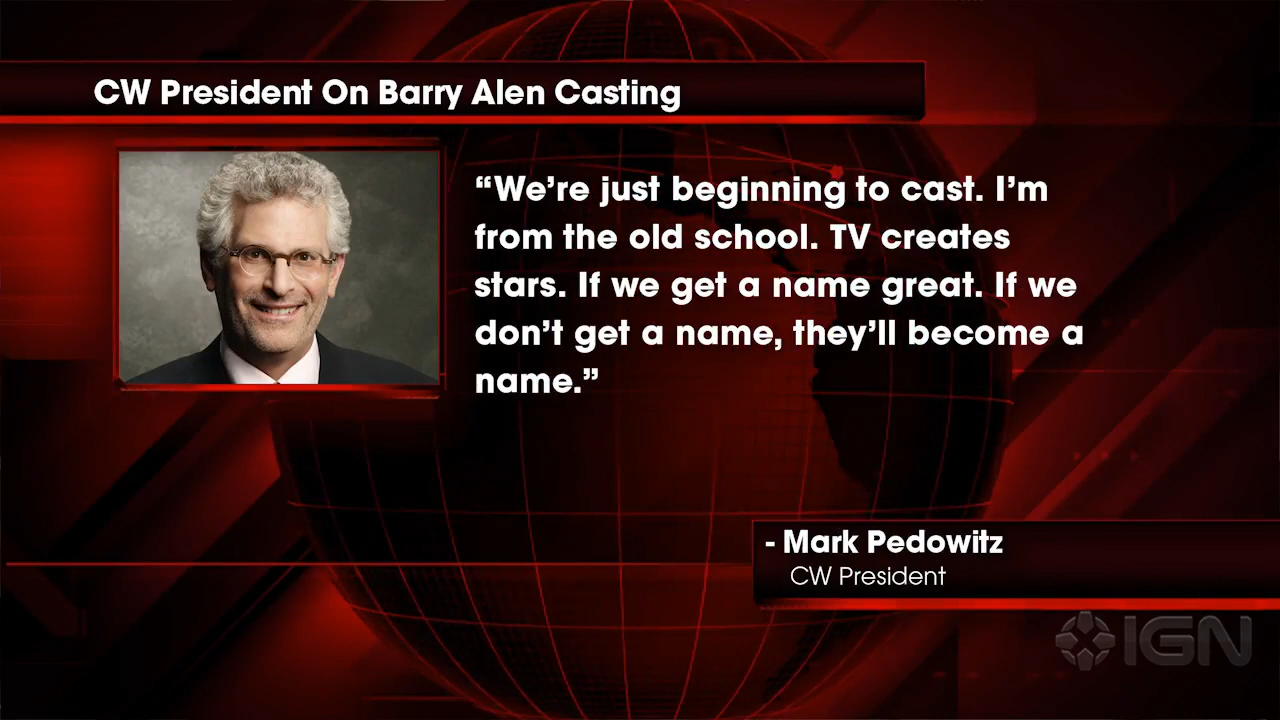 CW President On Barry Alen Casting
“We’re just beginning to cast. I’m
from the old school. TV creates
stars. If we get a name great. If we
don’t get a name, they’ll become a
name.”
- Mark Pedowitz
CW President
IGN